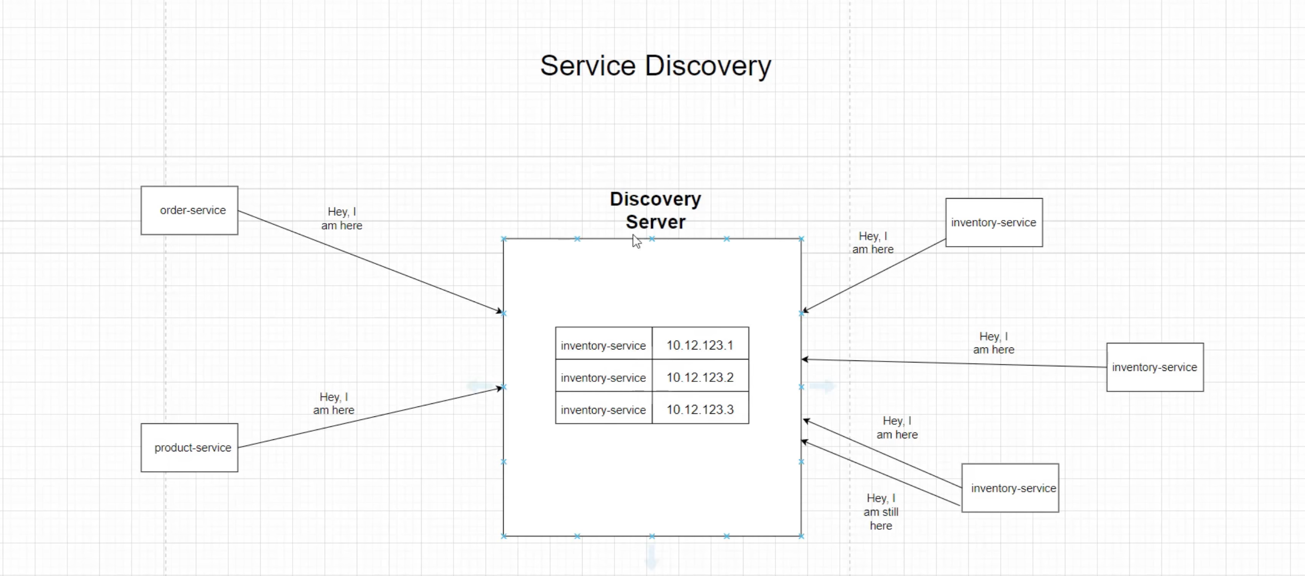 Service Discovery
Discovery
Server
order-service
Hey, I
am here
inventory-service
Hey, I
am here
inventory-service 10.12.123.1
inventory-service 10.12.123.2
inventory-service 10.12.123.3
Hey, I
am here
inventory-service
Hey, I
am here
product-service
Hey, I
am here
inventory-service
Hey, I
am still
here